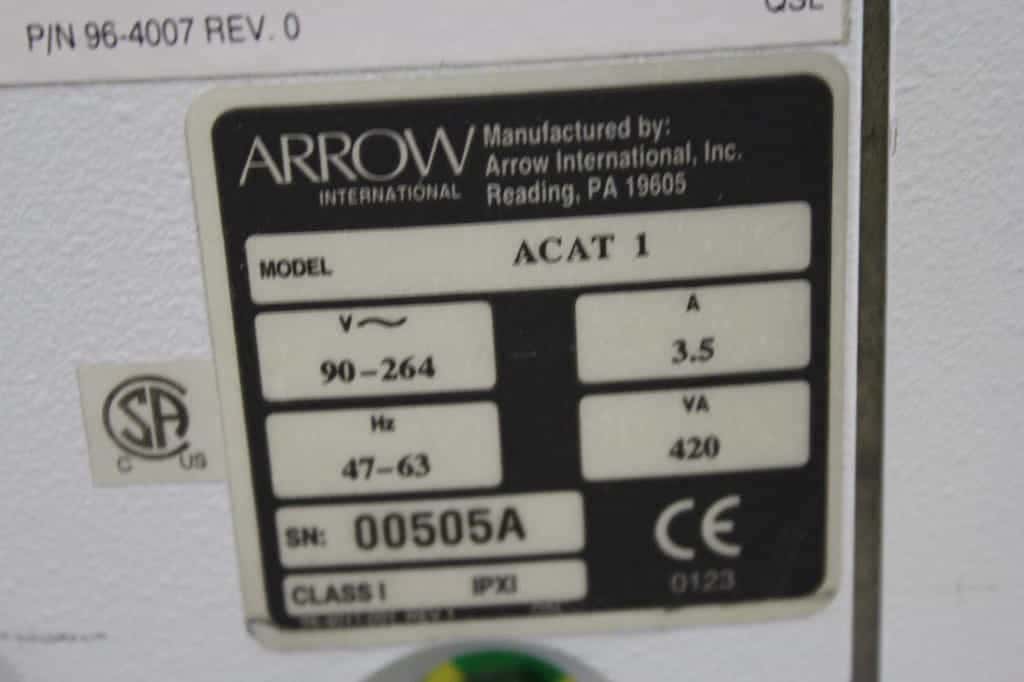 P/N 96-4007 REV. 0
ARROW
INTERNATIONAL
Manufactured by:
Arrow International, Inc.
Reading, PA 19605
MODEL ACAT 1
V~
90-264
A
3.5
Hz
47-63
VA
420
SA
C US
SN: 00505A
CE
0123
CLASS I IPXI